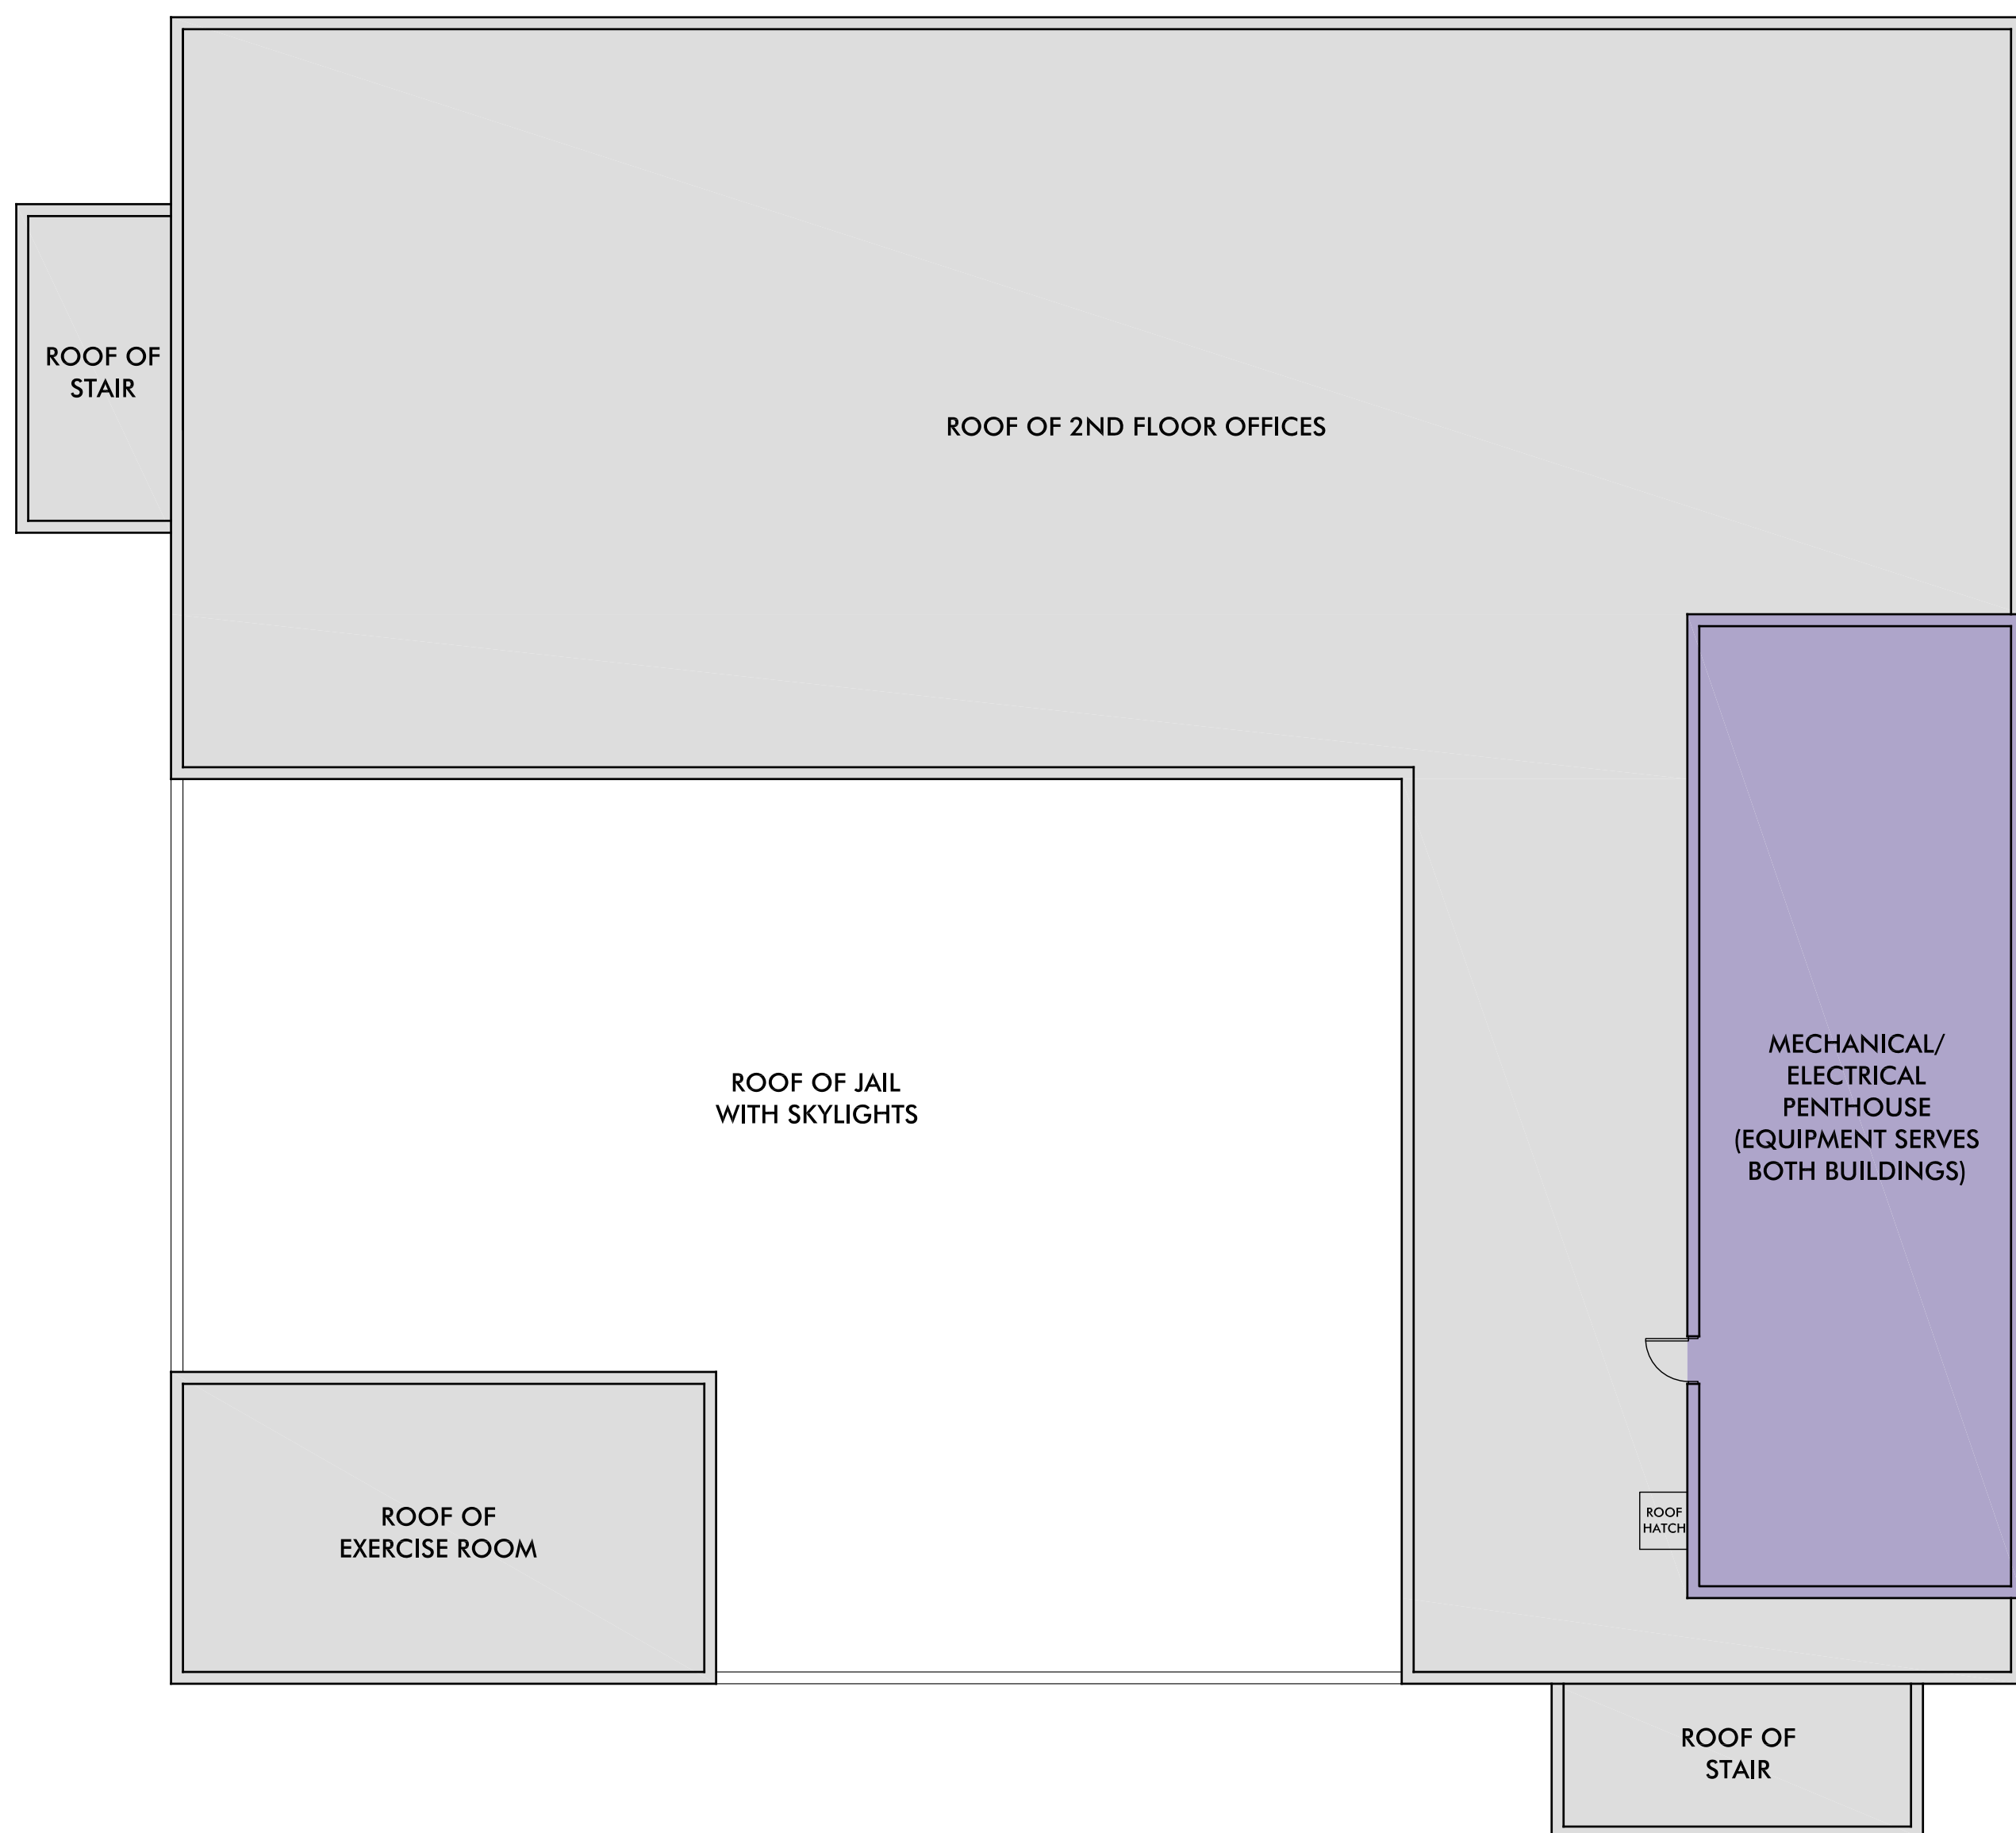 ROOF OF
STAIR
ROOF OF 2ND FLOOR OFFICES
ROOF OF JAIL
WITH SKYLIGHTS
MECHANICAL/
ELECTRICAL
PENTHOUSE
(EQUIPMENT SERVES
BOTH BUILDINGS)
ROOF OF
EXERCISE ROOM
ROOF
HATCH
ROOF OF
STAIR